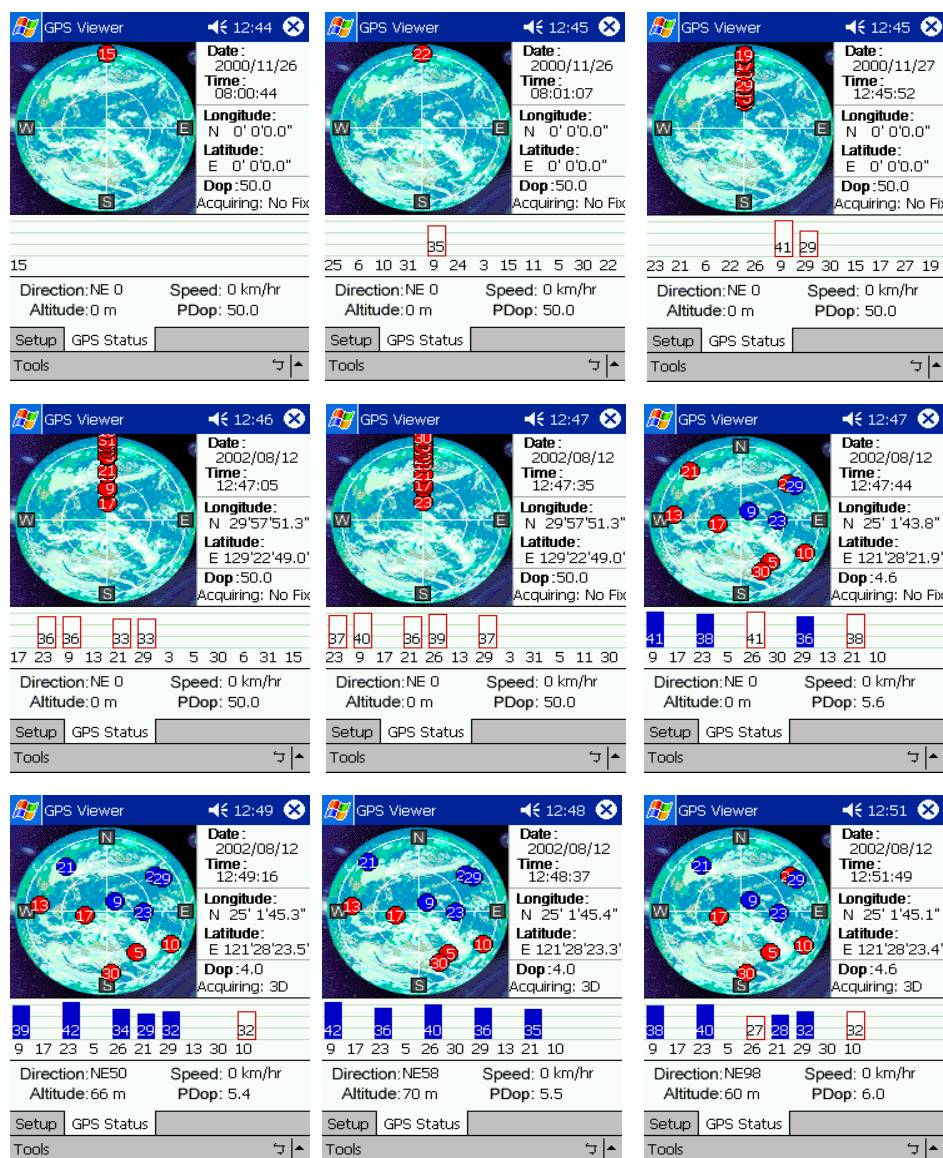 GPS Viewer 12:44
15
W E
S
Date:
2000/11/26
Time:
08:00:44
Longitude:
N 0' 0'0.0"
Latitude:
E 0' 0'0.0"
Dop:50.0
Acquiring: No Fix
15
Direction:NE 0 Speed: 0 km/hr
Altitude:0 m PDop: 50.0
Setup GPS Status
Tools
GPS Viewer 12:45
22
W E
S
Date:
2000/11/26
Time:
08:01:07
Longitude:
N 0' 0'0.0"
Latitude:
E 0' 0'0.0"
Dop:50.0
Acquiring: No Fix
35
25 6 10 31 9 24 3 15 11 5 30 22
Direction:NE 0 Speed: 0 km/hr
Altitude:0 m PDop: 50.0
Setup GPS Status
Tools
GPS Viewer 12:45
19
W E
S
Date:
2000/11/27
Time:
12:45:52
Longitude:
N 0' 0'0.0"
Latitude:
E 0' 0'0.0"
Dop:50.0
Acquiring: No Fix
41 29
23 21 6 22 26 9 29 30 15 17 27 19
Direction:NE 0 Speed: 0 km/hr
Altitude:0 m PDop: 50.0
Setup GPS Status
Tools
GPS Viewer 12:46
21
9
17
W E
S
Date:
2002/08/12
Time:
12:47:05
Longitude:
N 29'57'51.3"
Latitude:
E 129'22'49.0'
Dop:50.0
Acquiring: No Fix
36 36 33 33
17 23 9 13 21 29 3 5 30 6 31 15
Direction:NE 0 Speed: 0 km/hr
Altitude:0 m PDop: 50.0
Setup GPS Status
Tools
GPS Viewer 12:47
30
17
23
W E
S
Date:
2002/08/12
Time:
12:47:35
Longitude:
N 29'57'51.3"
Latitude:
E 129'22'49.0'
Dop:50.0
Acquiring: No Fix
37 40 36 39 37
23 9 17 21 26 13 29 3 31 5 11 30
Direction:NE 0 Speed: 0 km/hr
Altitude:0 m PDop: 50.0
Setup GPS Status
Tools
GPS Viewer 12:47
N
21
29
13 9
W 17 23 E
10
5
30
S
Date:
2002/08/12
Time:
12:47:44
Longitude:
N 25' 1'43.8"
Latitude:
E 121'28'21.9'
Dop:4.6
Acquiring: No Fix
41 38 41 36 38
9 17 23 5 26 30 29 13 21 10
Direction:NE 0 Speed: 0 km/hr
Altitude:0 m PDop: 5.6
Setup GPS Status
Tools
GPS Viewer 12:49
N
21
29
13 9
W 17 23 E
10
5
30
S
Date:
2002/08/12
Time:
12:49:16
Longitude:
N 25' 1'45.3"
Latitude:
E 121'28'23.5'
Dop:4.0
Acquiring: 3D
39 42 34 29 32 32
9 17 23 5 26 21 29 13 30 10
Direction:NE50 Speed: 0 km/hr
Altitude:66 m PDop: 5.4
Setup GPS Status
Tools
GPS Viewer 12:48
N
21
29
13 9
W 17 23 E
10
5
30
S
Date:
2002/08/12
Time:
12:48:37
Longitude:
N 25' 1'45.4"
Latitude:
E 121'28'23.3'
Dop:4.0
Acquiring: 3D
42 36 40 36 35
9 17 23 5 26 30 29 13 21 10
Direction:NE58 Speed: 0 km/hr
Altitude:70 m PDop: 5.5
Setup GPS Status
Tools
GPS Viewer 12:51
N
21
29
9
W 17 23 E
10
5
30
S
Date:
2002/08/12
Time:
12:51:49
Longitude:
N 25' 1'45.1"
Latitude:
E 121'28'23.4'
Dop:4.6
Acquiring: 3D
38 40 27 28 32 32
9 17 23 5 26 21 29 30 10
Direction:NE98 Speed: 0 km/hr
Altitude:60 m PDop: 6.0
Setup GPS Status
Tools